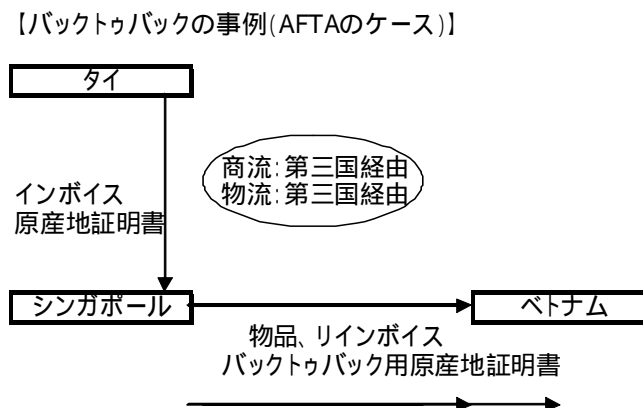 【バックトゥバックの事例(AFTAのケース)】
タイ
商流:第三国経由
物流:第三国経由
インボイス
原産地証明書
シンガポール
ベトナム
物品、リインボイス
バックトゥバック用原産地証明書